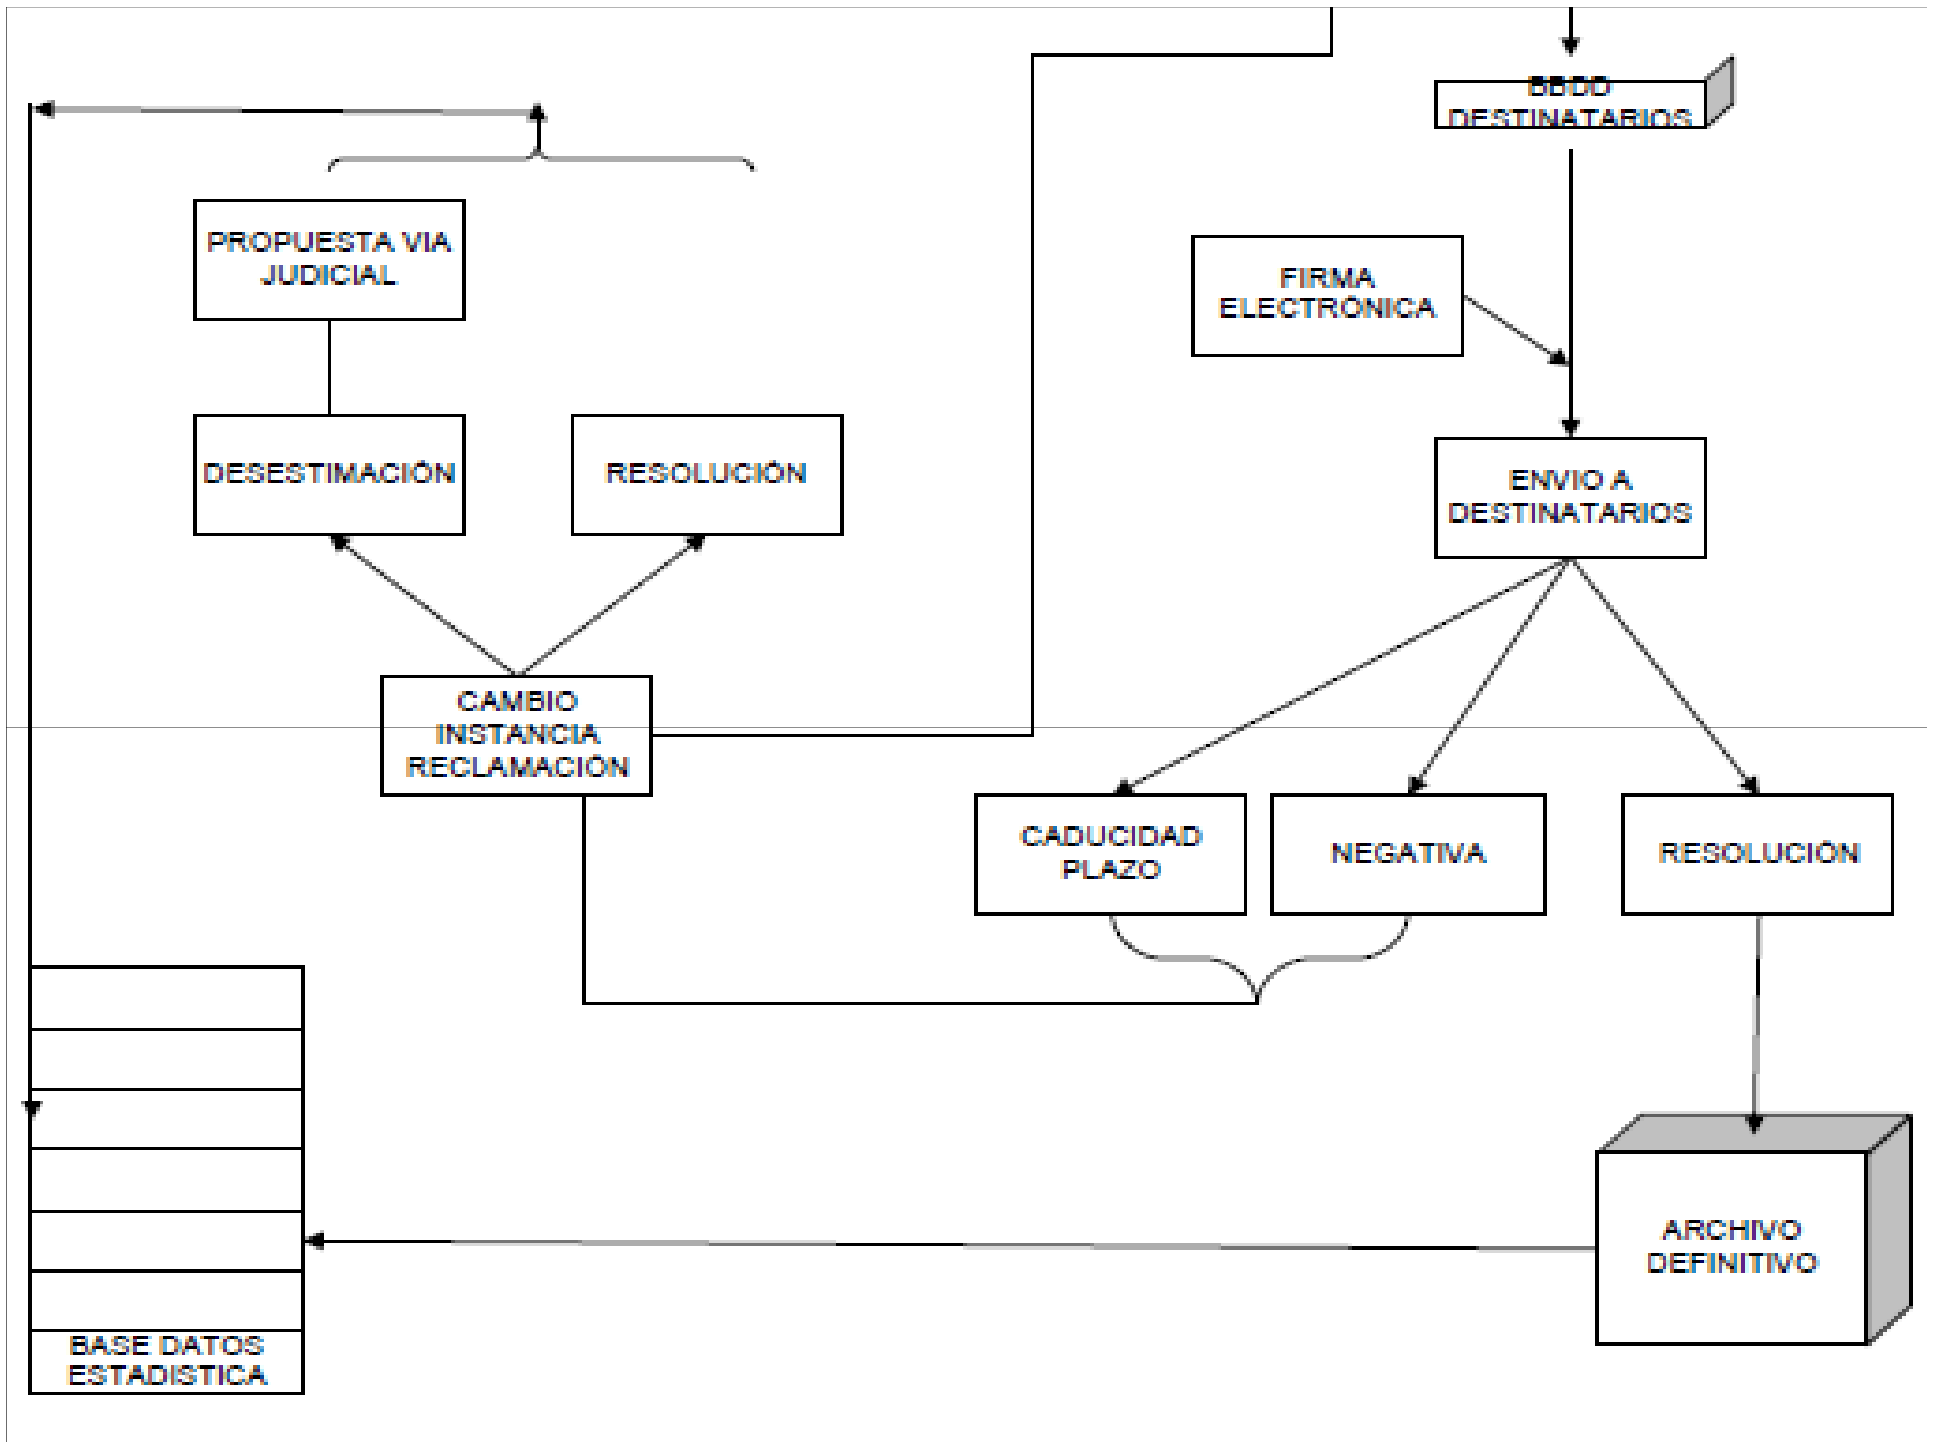 BBDD
DESTINATARIOS
PROPUESTA VIA
JUDICIAL
FIRMA
ELECTRÓNICA
DESESTIMACIÓN
RESOLUCIÓN
ENVIO A
DESTINATARIOS
CAMBIO
INSTANCIA
RECLAMACIÓN
CADUCIDAD
PLAZO
NEGATIVA
RESOLUCIÓN
ARCHIVO
DEFINITIVO
BASE DATOS
ESTADISTICA